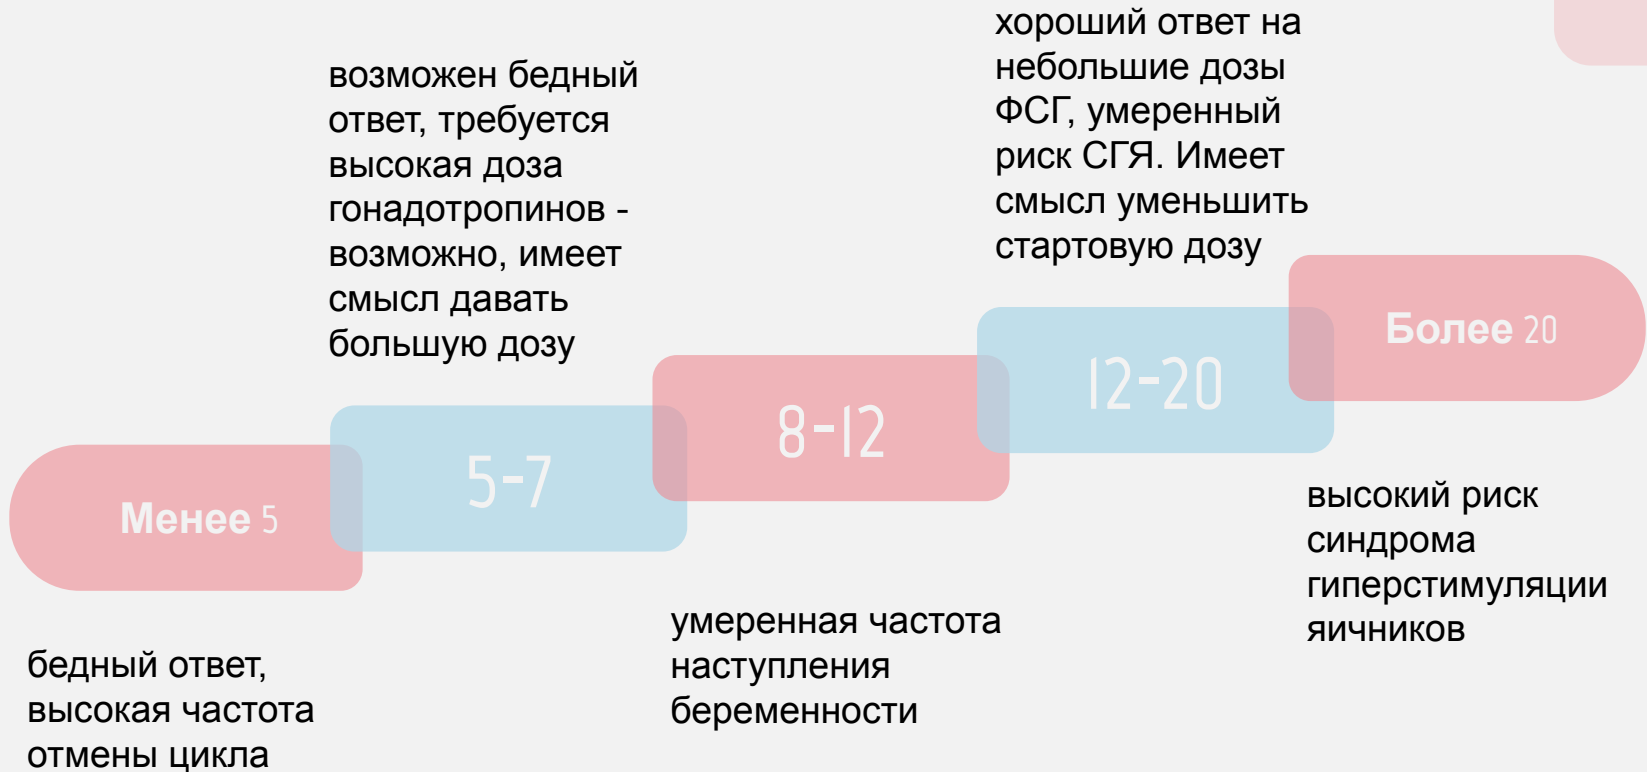 Менее 5
бедный ответ,
высокая частота
отмены цикла
возможен бедный
ответ, требуется
высокая доза
гонадотропинов -
возможно, имеет
смысл давать
большую дозу
5-7
8-12
умеренная частота
наступления
беременности
хороший ответ на
небольшие дозы
ФСГ, умеренный
риск СГЯ. Имеет
смысл уменьшить
стартовую дозу
12-20
Более 20
высокий риск
синдрома
гиперстимуляции
яичников